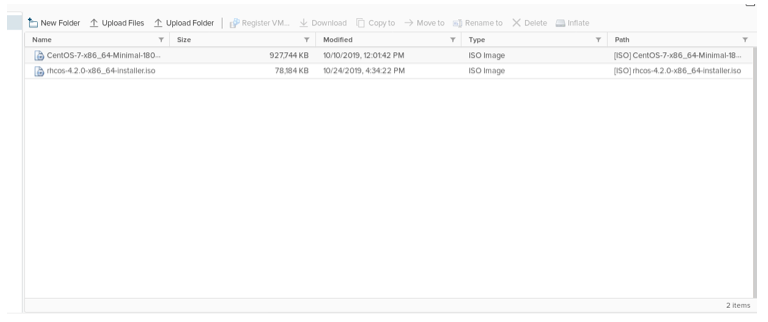 New Folder Upload Files Upload Folder Register VM... Download Copy to Move to Rename to Delete Inflate
Name Size Modified Type Path
CentOS-7-x86_64-Minimal-180... 927,744 KB 10/10/2019, 12:01:42 PM ISO Image [ISO] CentOS-7-x86_64-Minimal-18...
rhcos-4.2.0-x86_64-installer.iso 78,184 KB 10/24/2019, 4:34:22 PM ISO Image [ISO] rhcos-4.2.0-x86_64-installer.iso
2 items